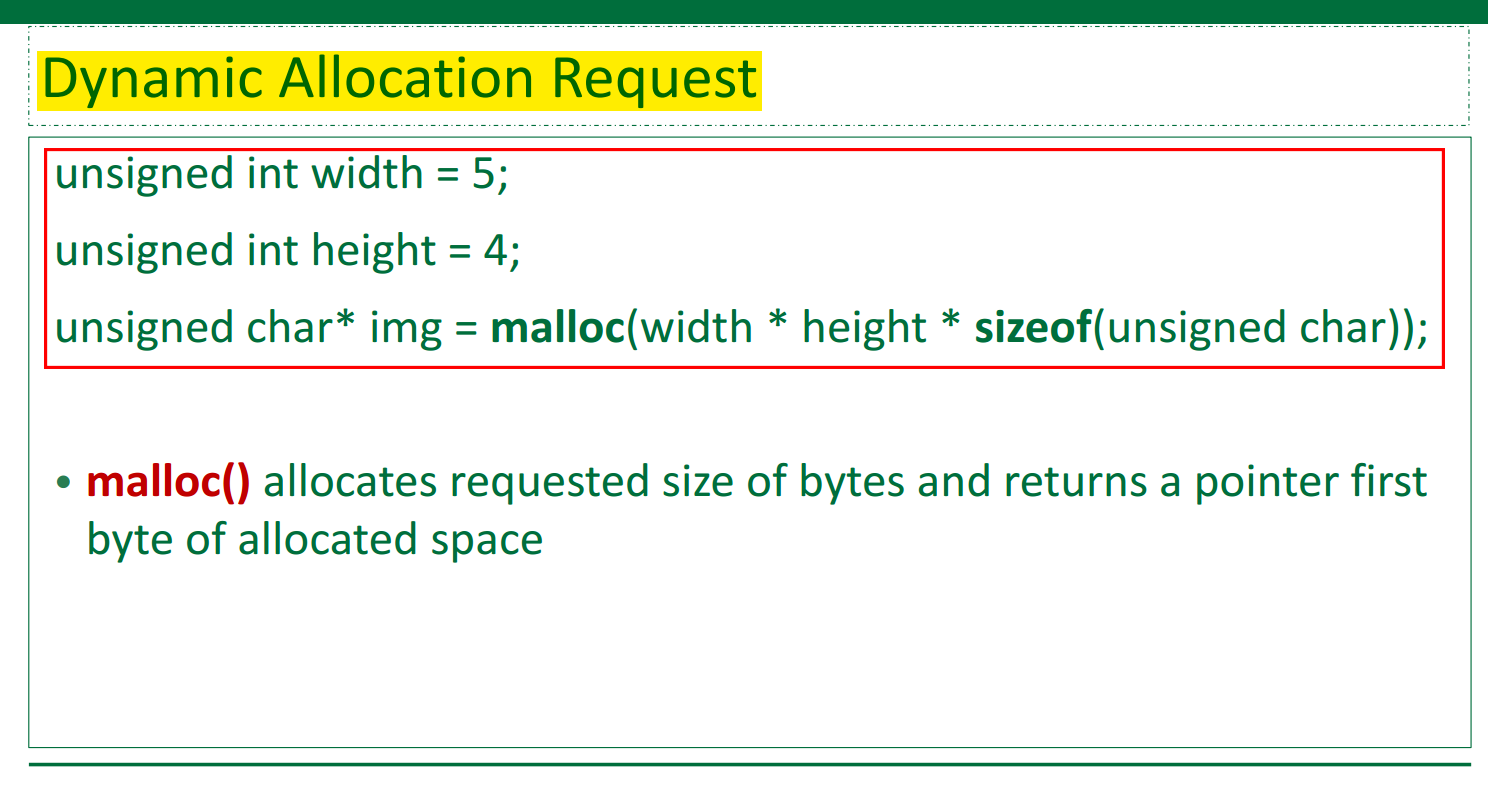 Dynamic Allocation Request
unsigned int width = 5;
unsigned int height = 4;
unsigned char* img = malloc(width * height * sizeof(unsigned char));
• malloc() allocates requested size of bytes and returns a pointer first
byte of allocated space